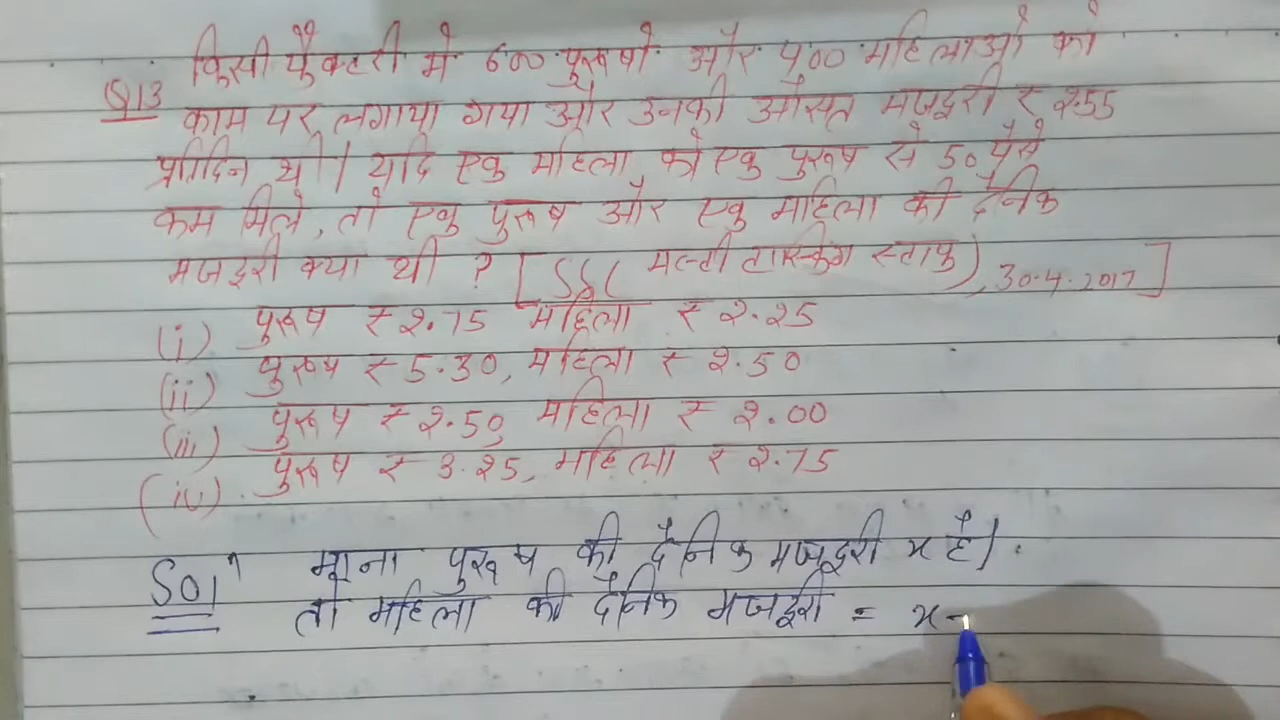 Q13 किसी फैक्टरी में 600 पुरूषो और 400 महिलाओ को
काम पर लगाया गया और उनकी औसत मजदूरी ₹ 2.55
प्रतिदिन थी। यदि एक महिला को एक पुरूष से 50 पैसे
कम मिले, तो एक पुरूष और एक महिला की दैनिक
मजदूरी क्या थी ? [SSC मल्टी टास्किंग स्टाफ), 30.4.2017]
(i) पुरूष ₹ 2.75 महिला ₹ 2.25
(ii) पुरूष ₹ 5.30, महिला ₹ 2.50
(iii) पुरूष ₹ 2.50, महिला ₹ 2.00
(iv) पुरूष ₹ 3.25, महिला ₹ 2.75
Solⁿ माना पुरूष की दैनिक मजदूरी x है।
तो महिला की दैनिक मजदूरी = x-